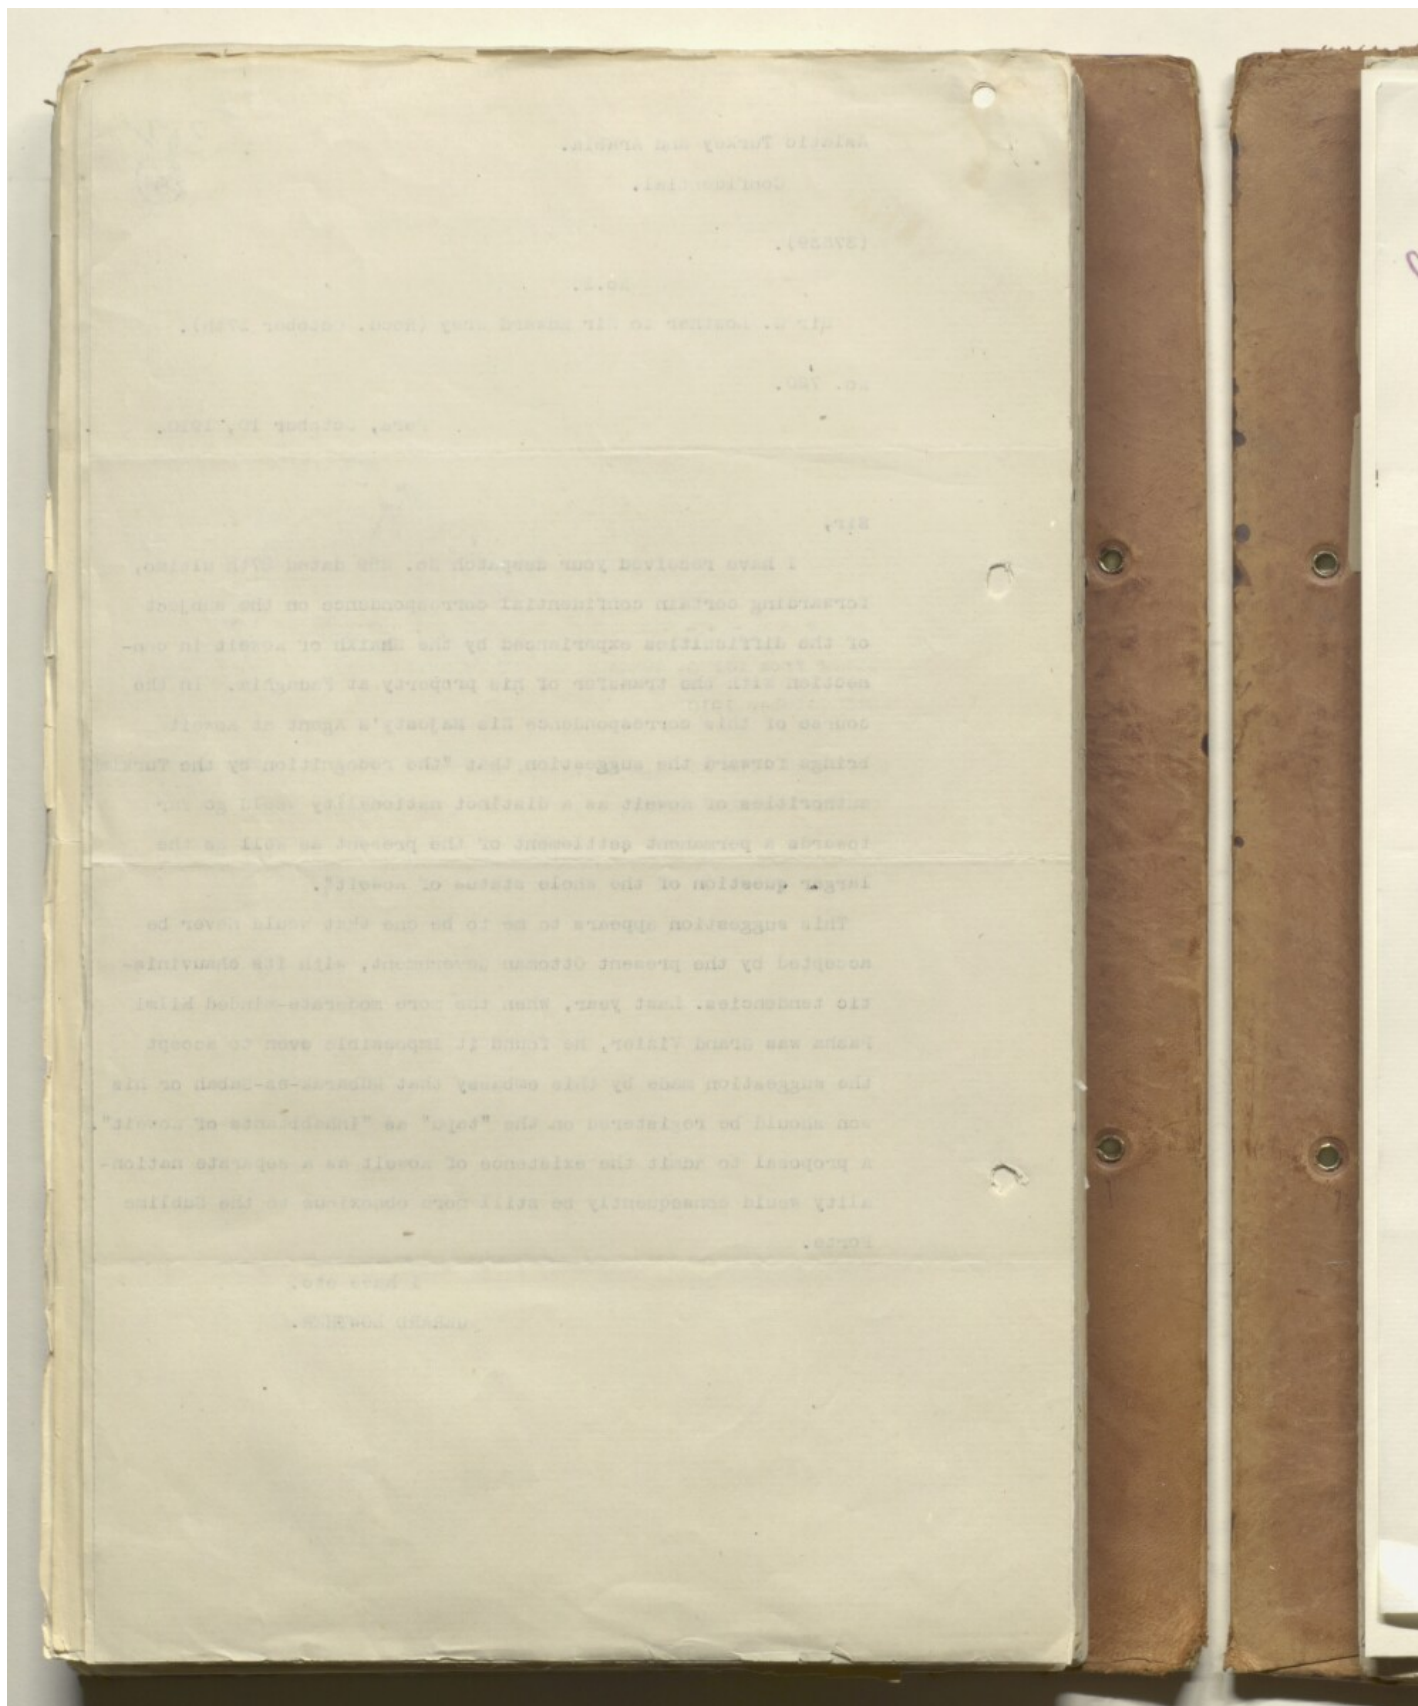 Asiatic Turkey and Arabia.
Confidential.
No.1.
Sir G. Lowther to Sir Edward Grey (Recd. October 17th).
No. 720.
Pera, October 10, 1910.
Sir,
I have received your despatch No. dated 27th ultimo,
forwarding certain confidential correspondence on the subject
of the difficulties experienced by the Shaikh of Koweit in con-
nection with the transfer of his property at Faoghia. In the
course of this correspondence His Majesty's Agent at Koweit
brings forward the suggestion that "the recognition by the Turkish
authorities of Koweit as a distinct nationality would go far
towards a permanent settlement of the present as well as the
larger question of the whole status of Koweit".
This suggestion appears to me to be one that would never be
accepted by the present Ottoman Government, with its chauvinis-
tic tendencies. Last year, when the more moderate-minded Kilmi
Pasha was Grand Vizier, he found it impossible even to accept
the suggestion made by this embassy that Mubarak-es-Sabah or his
son should be registered on the "tapu" as "inhabitants of Koweit".
a proposal to admit the existence of Koweit as a separate nation-
ality would consequently be still more obnoxious to the Sublime
Porte.
I have etc.
GERARD LOWTHER.